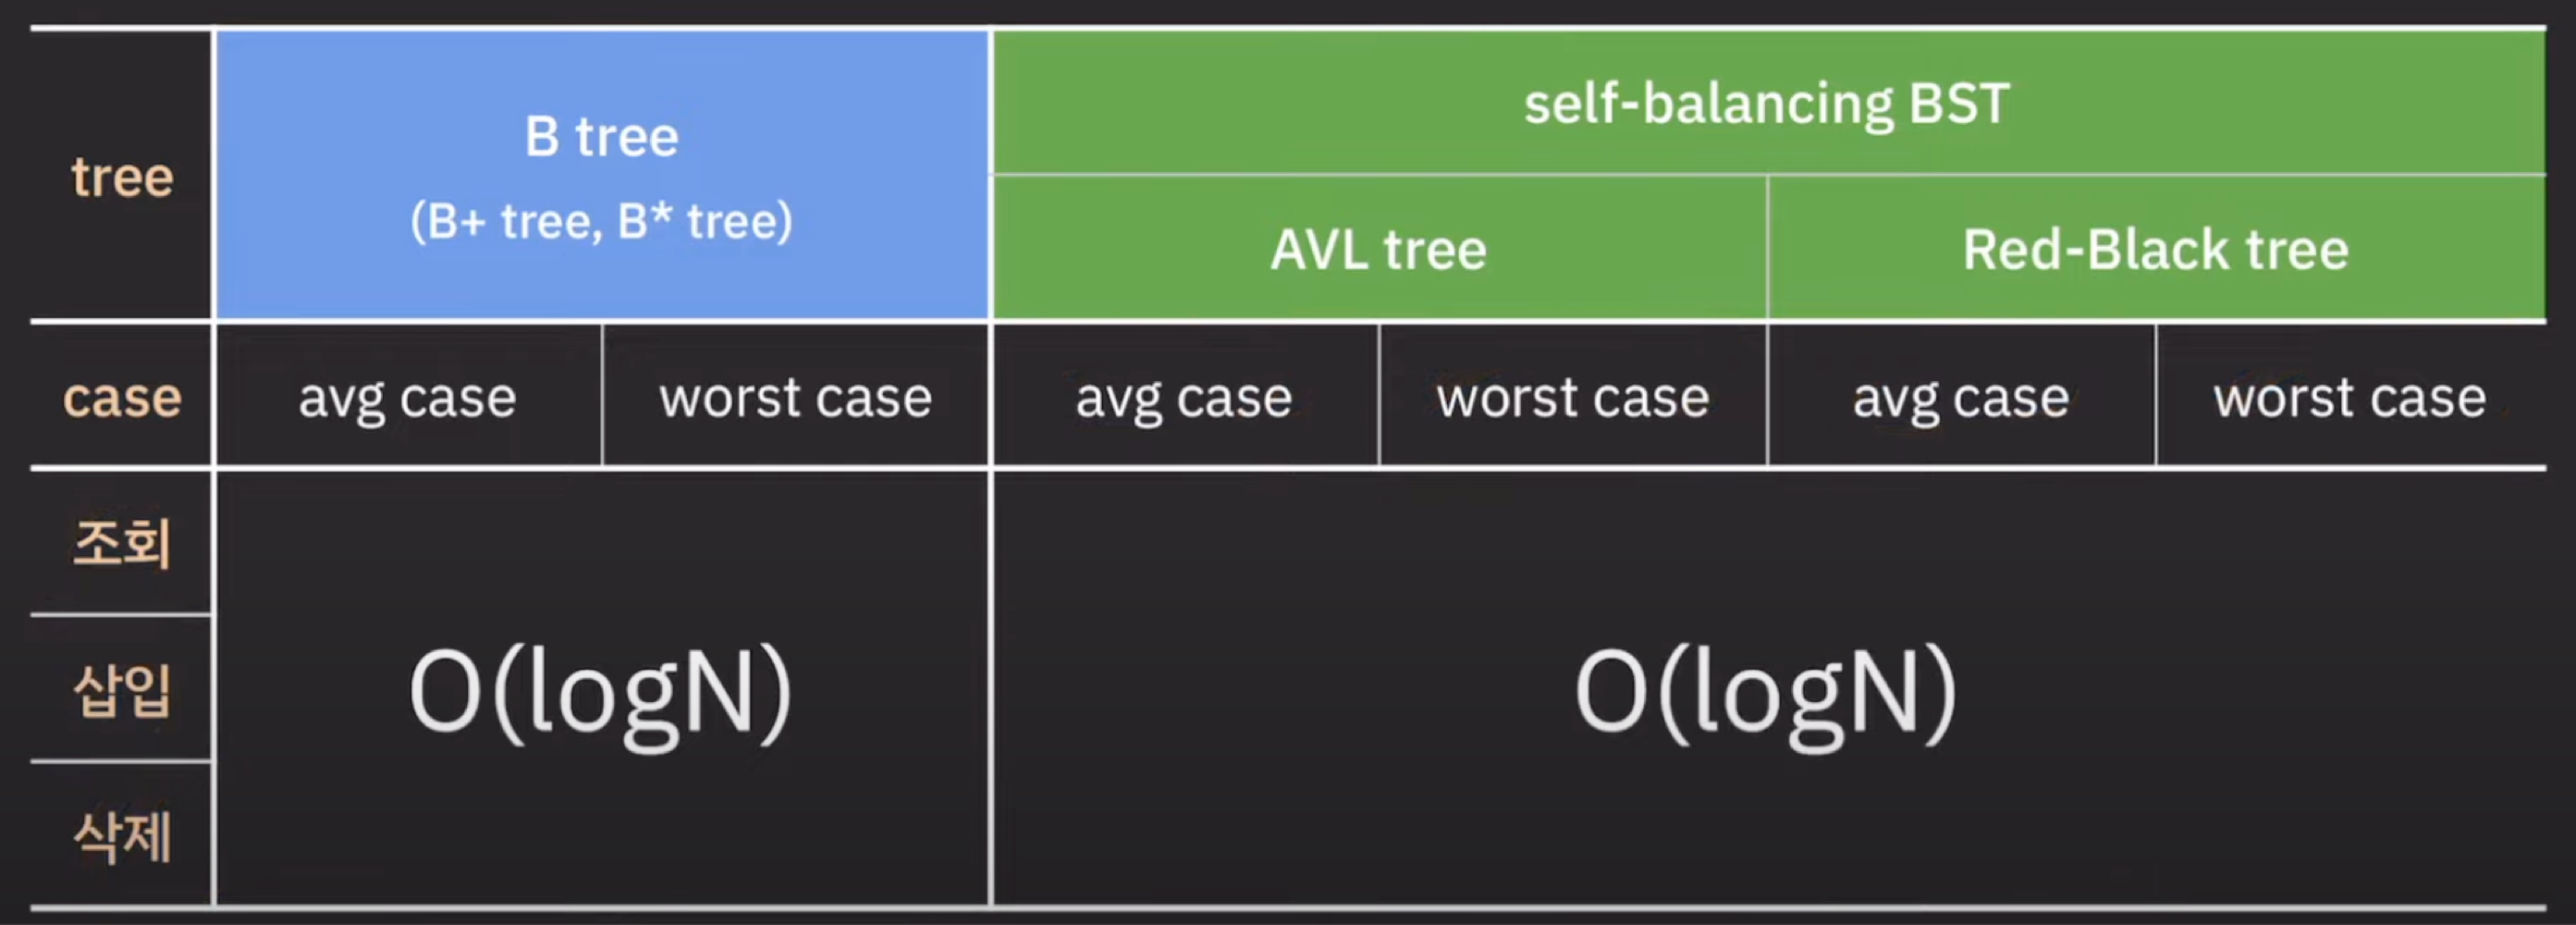 tree
B tree
(B+ tree, B* tree)
self-balancing BST
AVL tree
Red-Black tree
case
avg case
worst case
avg case
worst case
avg case
worst case
조회
삽입
삭제
O(logN)
O(logN)